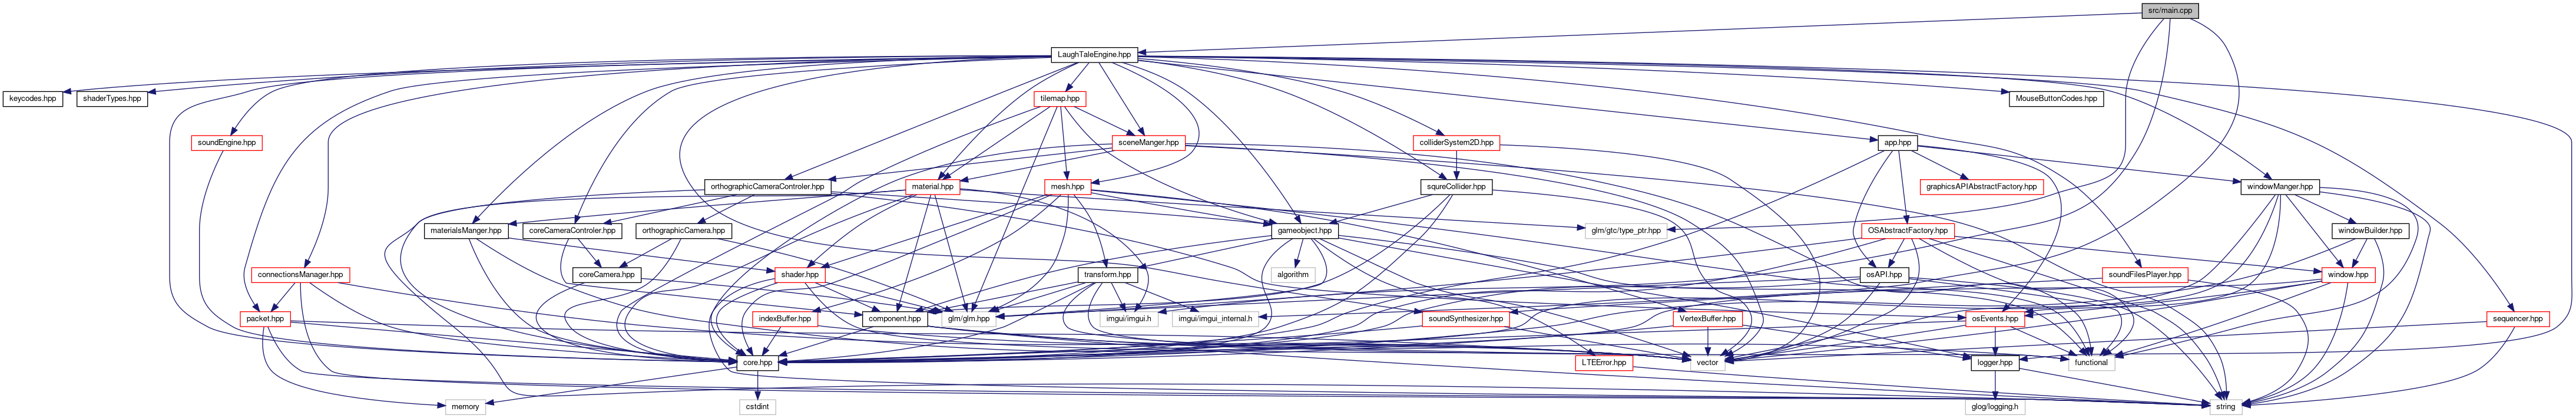 src/main.cpp
LaughTaleEngine.hpp
keycodes.hpp
shaderTypes.hpp
tilemap.hpp
MouseButtonCodes.hpp
soundEngine.hpp
sceneManger.hpp
colliderSystem2D.hpp
app.hpp
orthographicCameraControler.hpp
material.hpp
mesh.hpp
squreCollider.hpp
graphicsAPIAbstractFactory.hpp
windowManger.hpp
materialsManger.hpp
coreCameraControler.hpp
orthographicCamera.hpp
gameobject.hpp
glm/gtc/type_ptr.hpp
OSAbstractFactory.hpp
windowBuilder.hpp
connectionsManager.hpp
coreCamera.hpp
shader.hpp
transform.hpp
algorithm
osAPI.hpp
soundFilesPlayer.hpp
window.hpp
packet.hpp
indexBuffer.hpp
component.hpp
glm/glm.hpp
imgui/imgui.h
imgui/imgui_internal.h
soundSynthesizer.hpp
VertexBuffer.hpp
osEvents.hpp
sequencer.hpp
core.hpp
LTEError.hpp
vector
logger.hpp
functional
memory
cstdint
glog/logging.h
string